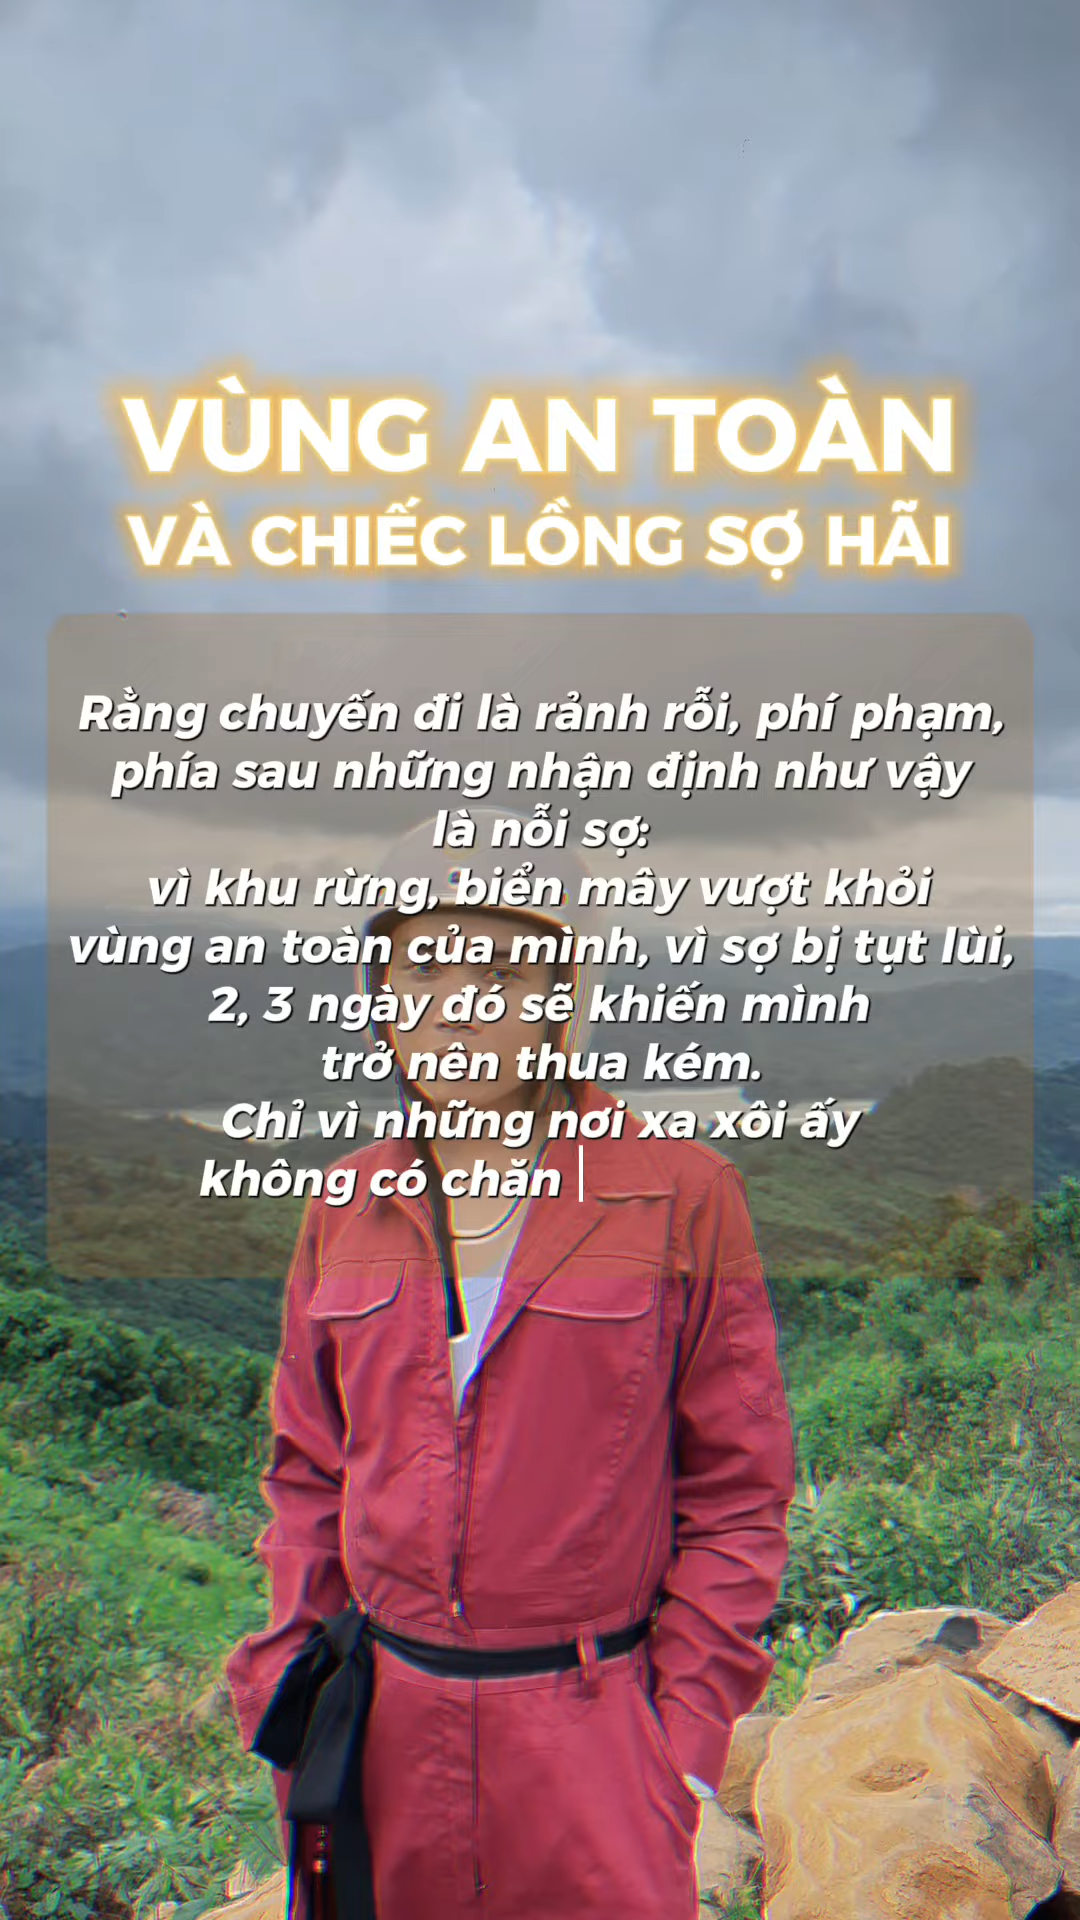 VÙNG AN TOÀN
VÀ CHIẾC LỒNG SỢ HÃI
Rằng chuyến đi là rảnh rỗi, phí phạm,
phía sau những nhận định như vậy
là nỗi sợ:
vì khu rừng, biển mây vượt khỏi
vùng an toàn của mình, vì sợ bị tụt lùi,
2, 3 ngày đó sẽ khiến mình
trở nên thua kém.
Chỉ vì những nơi xa xôi ấy
không có chăn